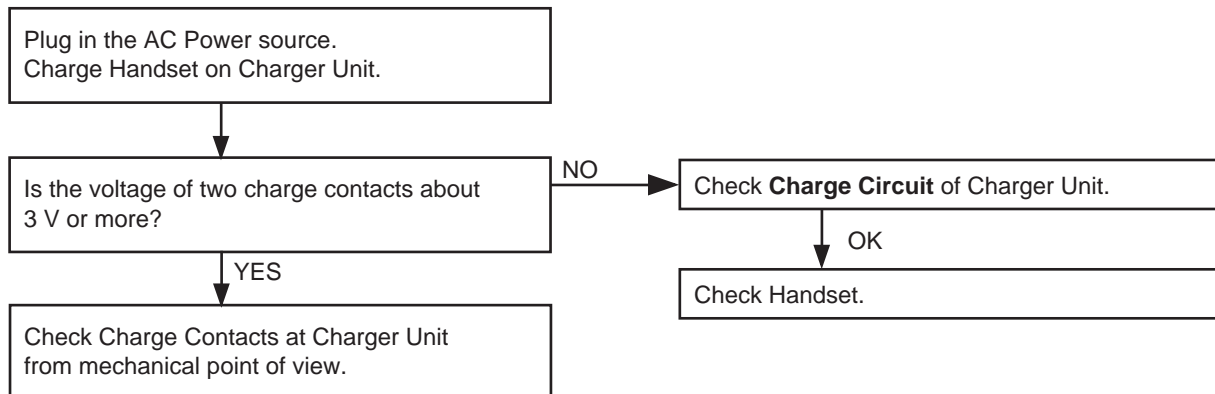 Plug in the AC Power source.
Charge Handset on Charger Unit.
Is the voltage of two charge contacts about
3 V or more?
NO
Check Charge Circuit of Charger Unit.
OK
Check Handset.
YES
Check Charge Contacts at Charger Unit
from mechanical point of view.